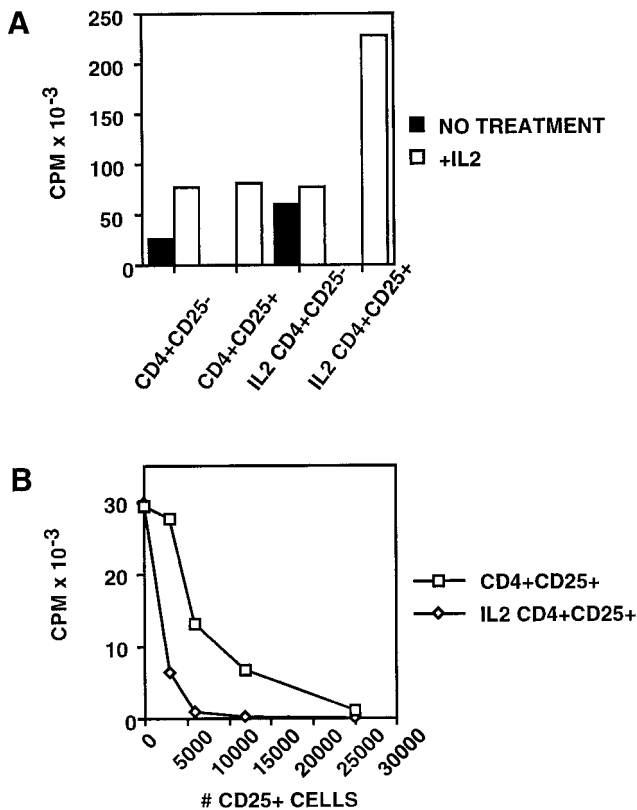 A
250
200
150
100
50
0
CPM x 10-3
NO TREATMENT
+IL2
CD4+CD25-
CD4+CD25+
IL2 CD4+CD25-
IL2 CD4+CD25+
B
30
20
10
0
CPM x 10-3
CD4+CD25+
IL2 CD4+CD25+
0
5000
10000
15000
20000
25000
30000
# CD25+ CELLS